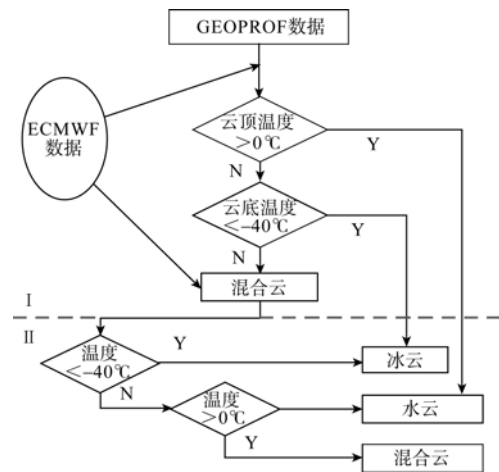 GEOPROF数据
ECMWF
数据
云顶温度
>0℃
Y
N
云底温度
<-40℃
Y
N
混合云
I
II
温度
<-40℃
Y
冰云
N
温度
>0℃
水云
Y
混合云